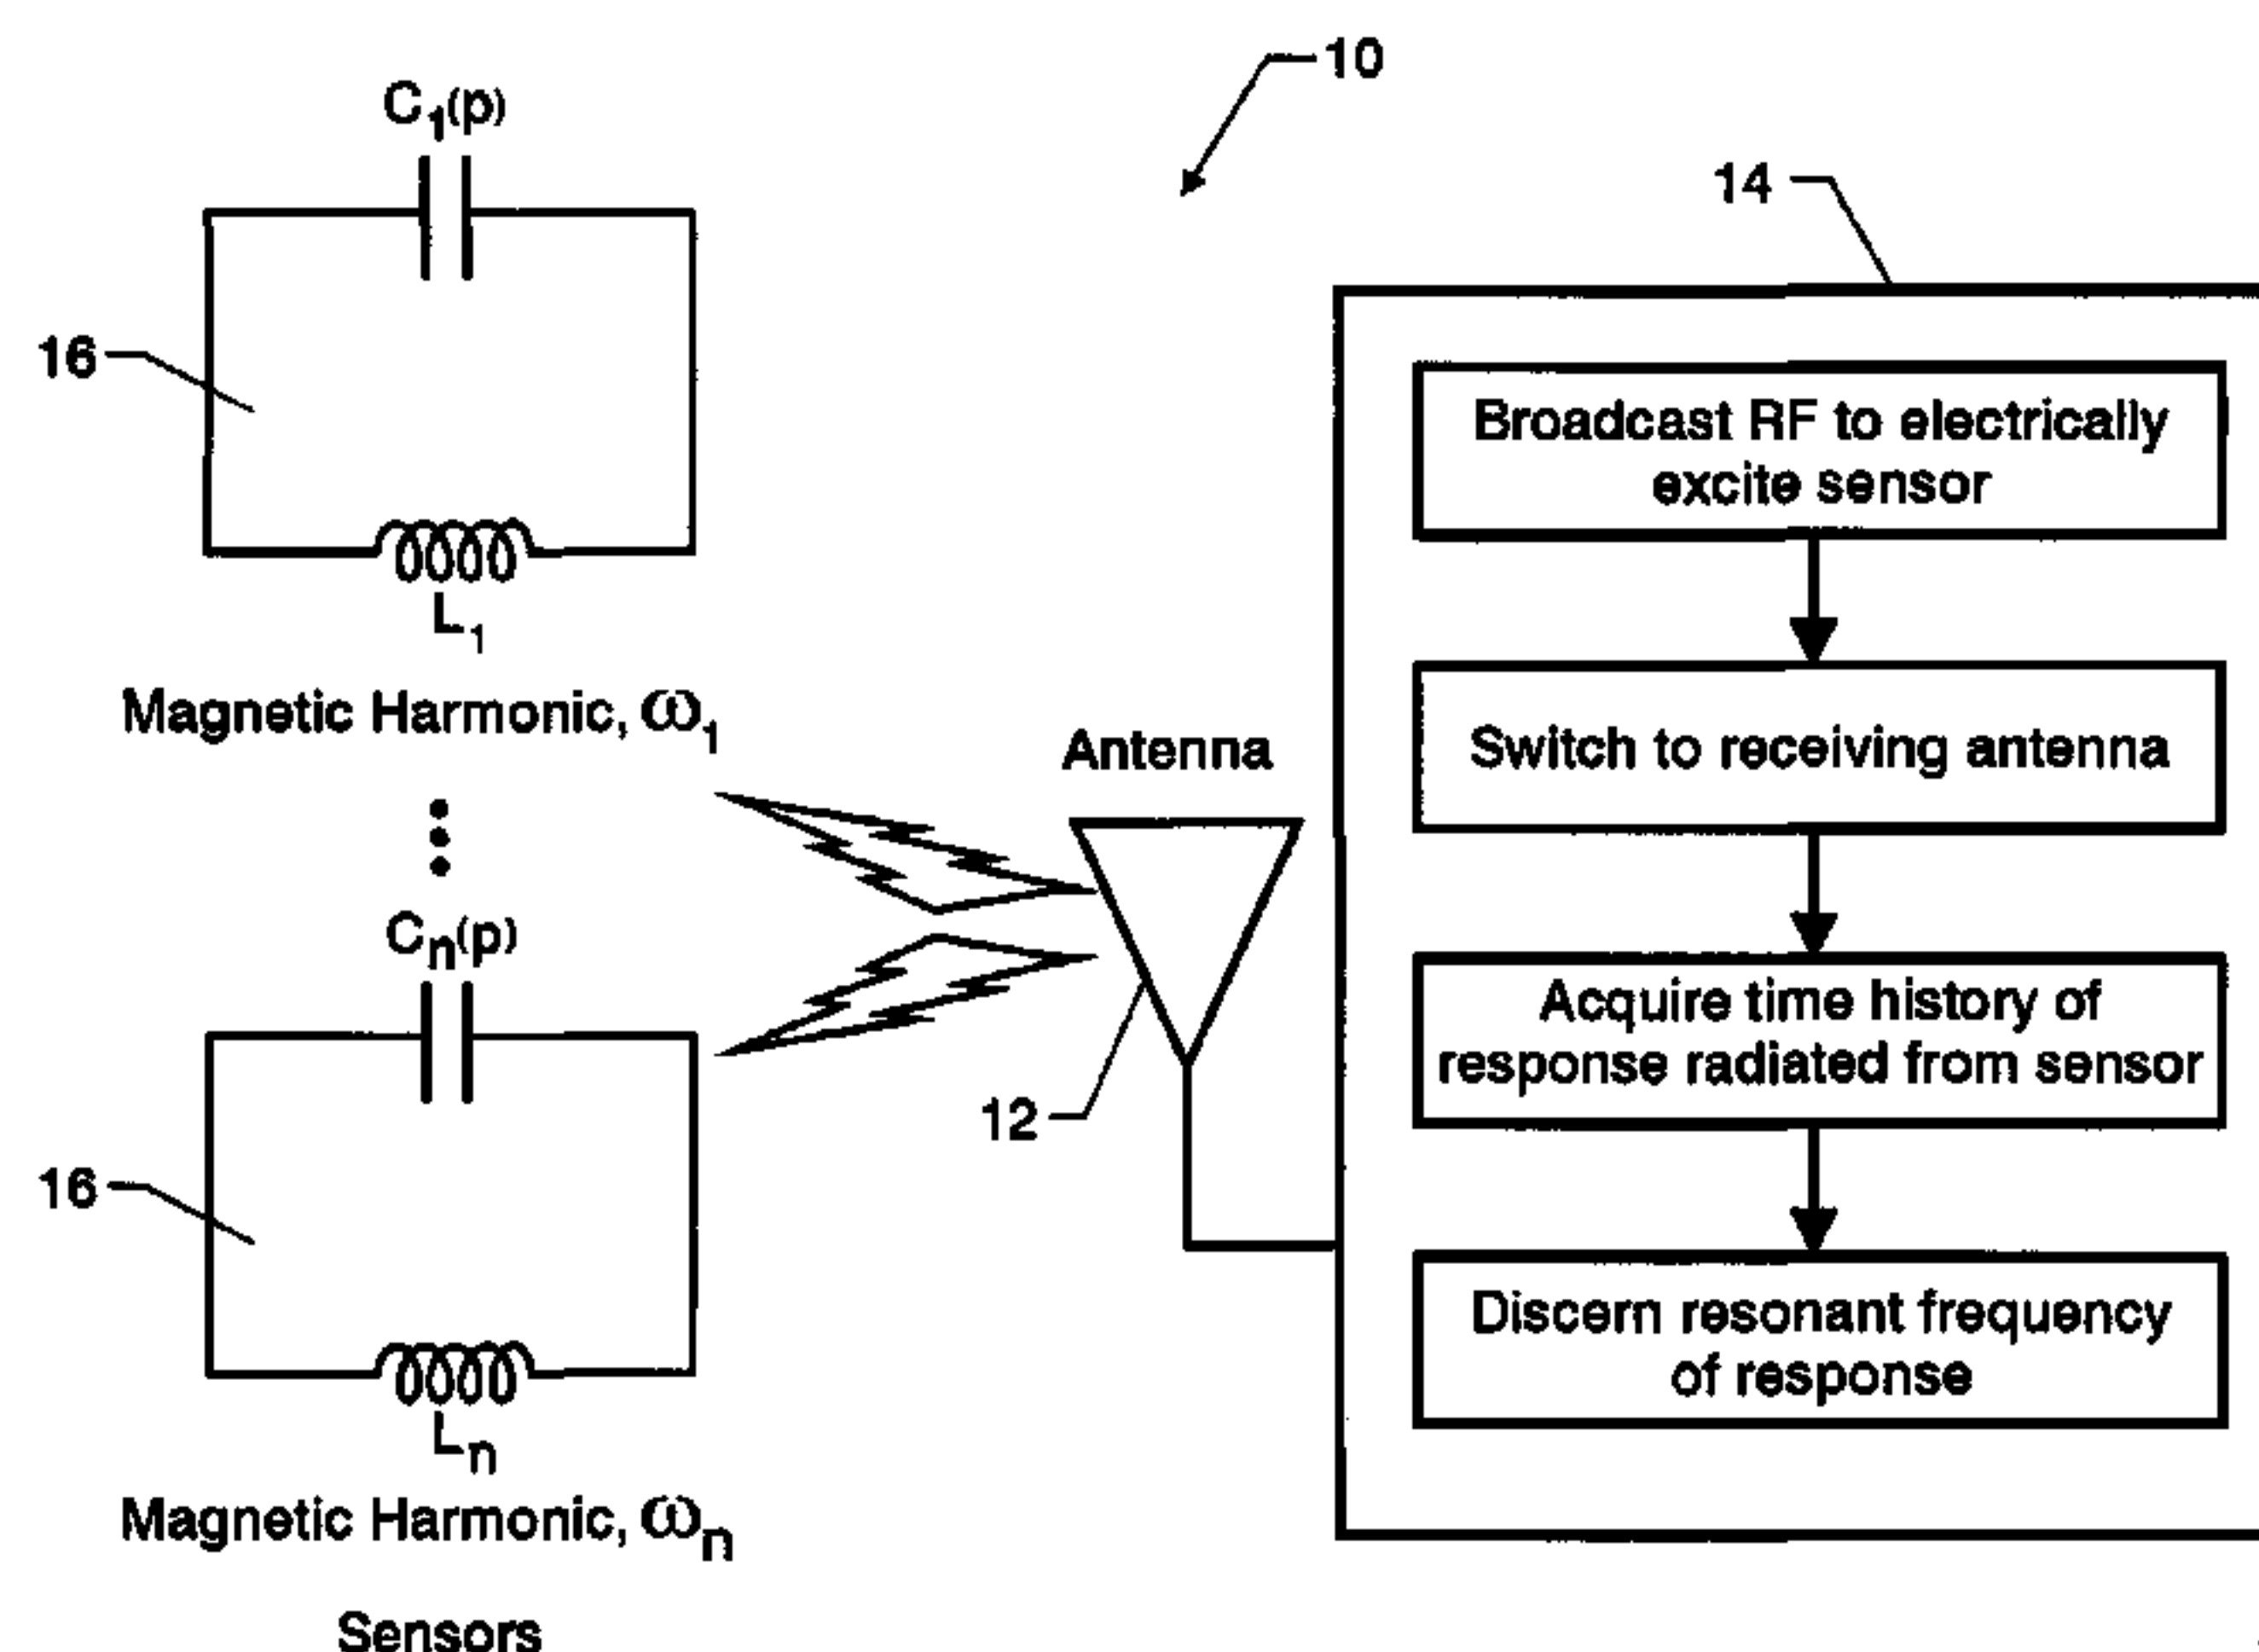 10
C1(p)
14
16
Broadcast RF to electrically
excite sensor
L1
Magnetic Harmonic, ω1
Switch to receiving antenna
Antenna
Cn(p)
Acquire time history of
response radiated from sensor
12
16
Discern resonant frequency
of response
Ln
Magnetic Harmonic, ωn
Sensors